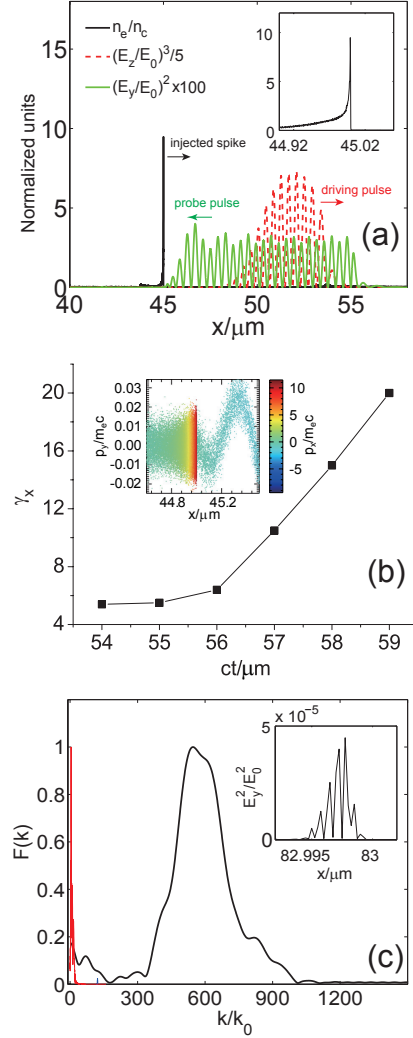 n_e/n_c
(E_z/E_0)^3/5
(E_y/E_0)^2×100
15
10
5
0
Normalized units
10
5
0
44.92 45.02
injected spike
probe pulse
driving pulse
(a)
40 45 50 55
x/μm
20
16
12
8
4
γ_x
0.03
0.02
0.01
0.00
-0.01
-0.02
p_y/m_ec
44.8 45.2
x/μm
10
5
0
-5
p_x/m_ec
(b)
54 55 56 57 58 59
ct/μm
1
0.8
0.6
0.4
0.2
0
F(k)
x 10^-5
5
0
E_y^2/E_0^2
82.995 83
x/μm
(c)
0 300 600 900 1200
k/k_0